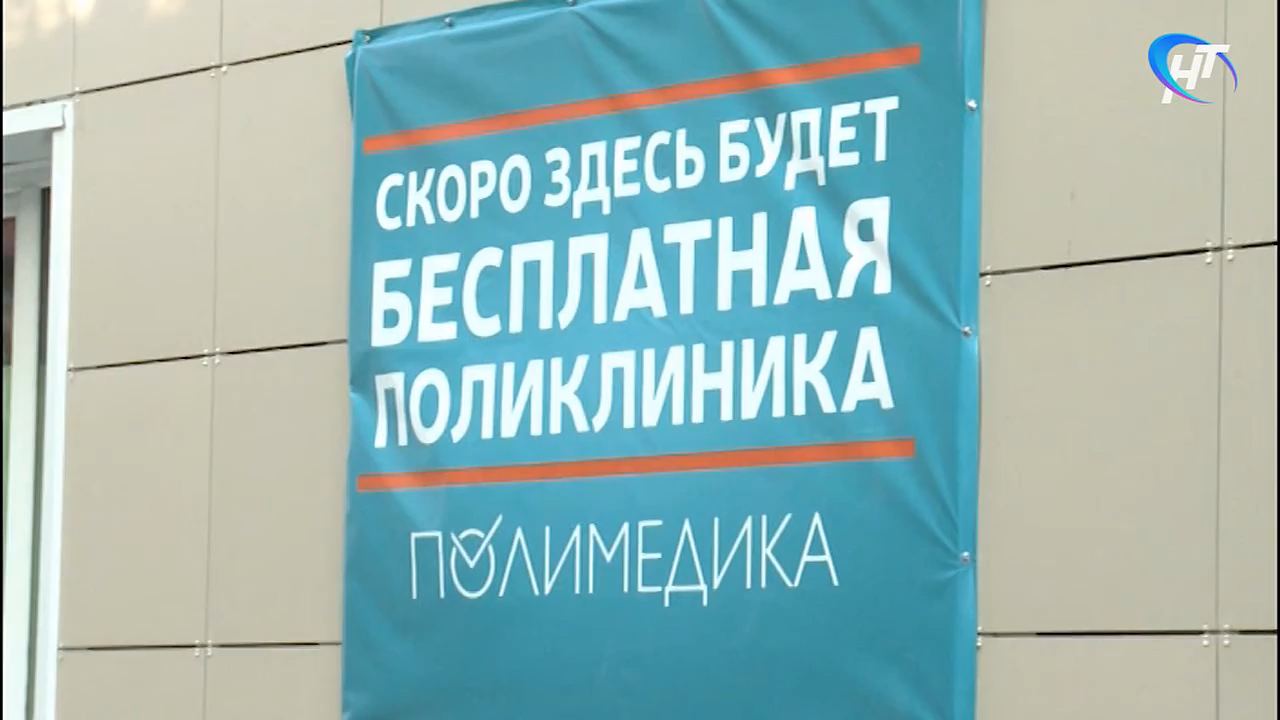 НТ
СКОРО ЗДЕСЬ БУДЕТ
БЕСПЛАТНАЯ
ПОЛИКЛИНИКА
ПОЛИМЕДИКА